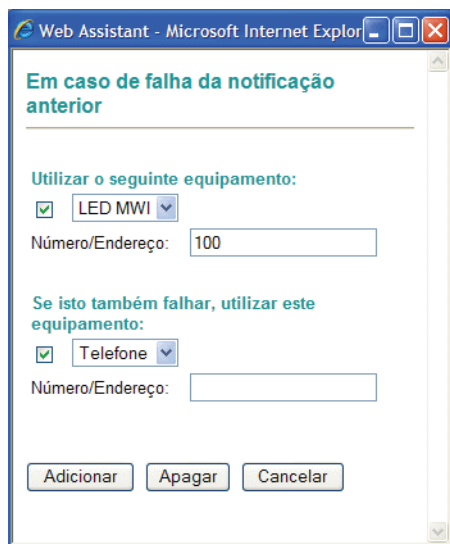 Web Assistant - Microsoft Internet Explor
Em caso de falha da notificação
anterior
Utilizar o seguinte equipamento:
LED MWI
Número/Endereço: 100
Se isto também falhar, utilizar este
equipamento:
Telefone
Número/Endereço:
Adicionar Apagar Cancelar